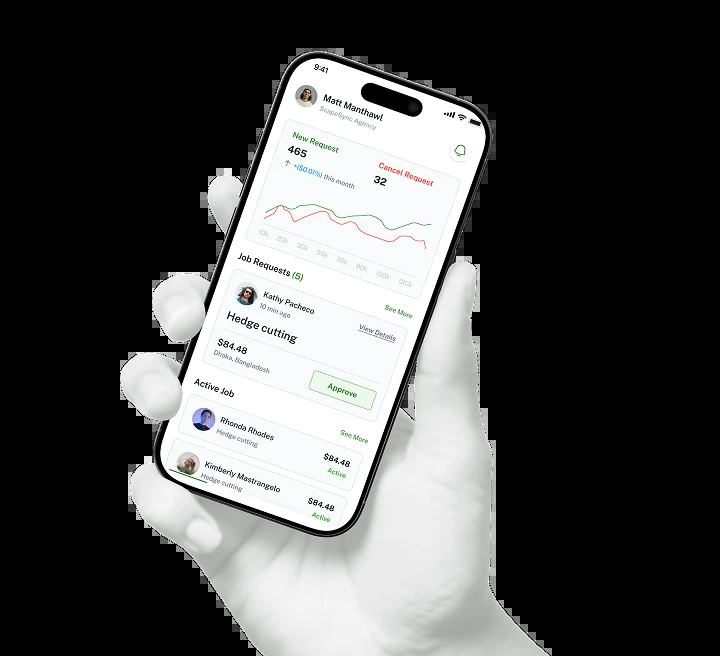 9:41
Matt Manthawl
ScapeSync Agency
New Request
465
+($0.01%) this month
Cancel Request
32
10k 20k 30k 50k 70k 90k 100k 120k
Job Requests (5)
See More
Kathy Pacheco
10 min ago
View Details
Hedge cutting
$84.48
Dhaka, Bangladesh
Approve
Active Job
See More
Rhonda Rhodes
Hedge cutting
$84.48
Active
Kimberly Mastrangelo
Hedge cutting
$84.48
Active